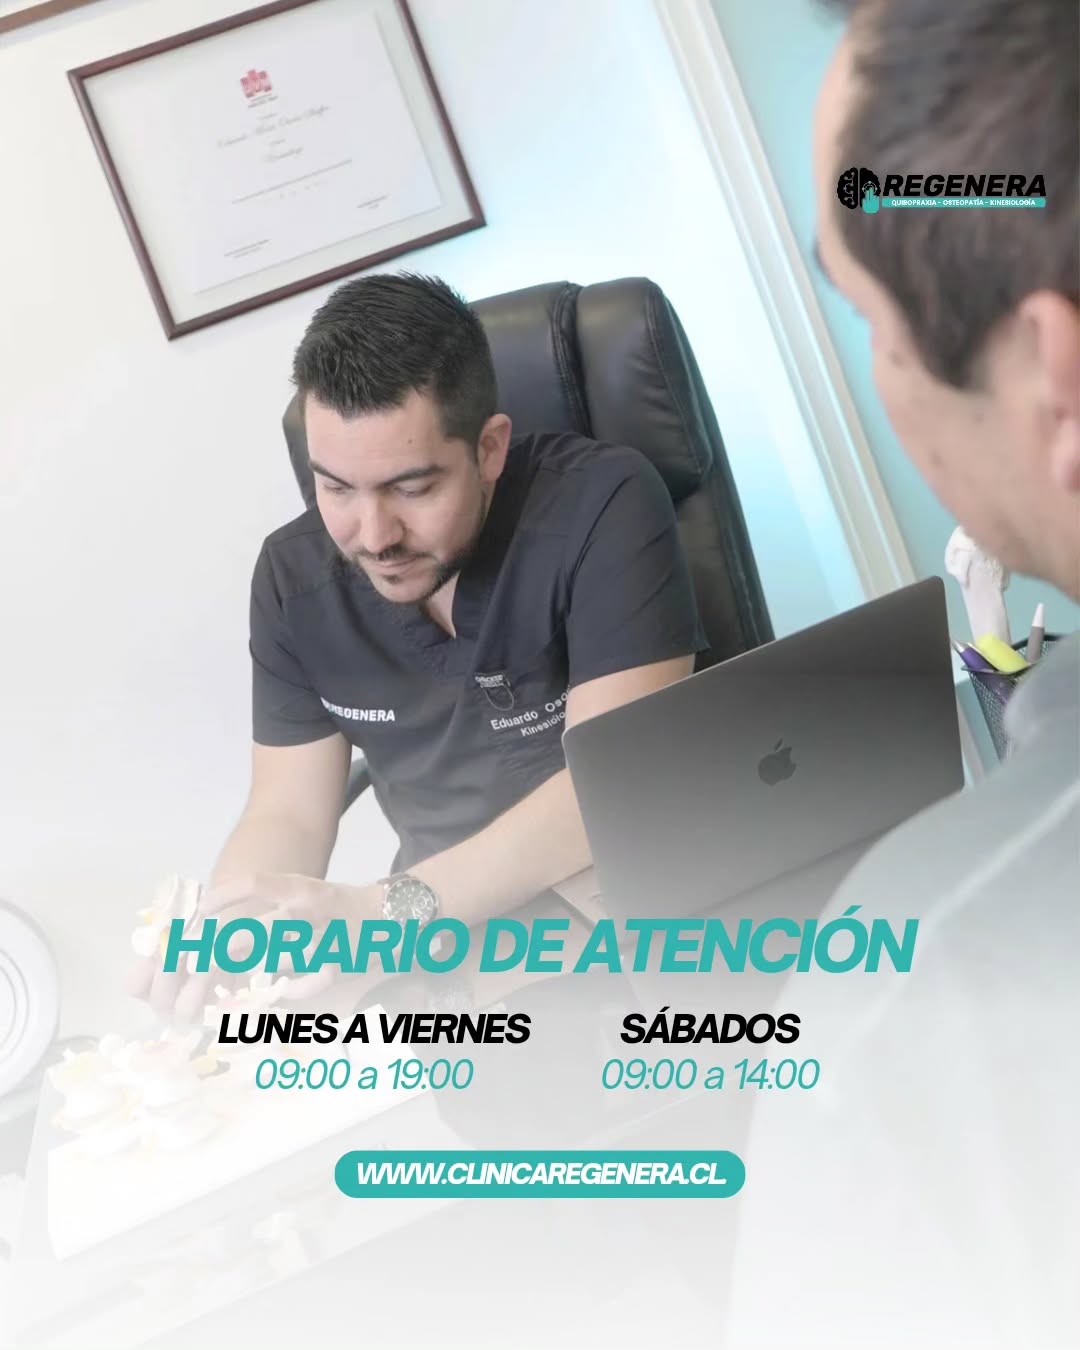 REGENERA
QUIROPRAXIA - OSTEOPATÍA - KINESIOLOGÍA
REGENERA
Eduardo
HORARIO DE ATENCIÓN
LUNES A VIERNES
09:00 a 19:00
SÁBADOS
09:00 a 14:00
WWW.CLINICAREGENERA.CL